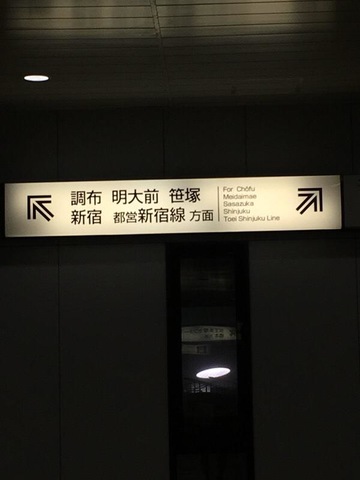 調布 明大前 笹塚
新宿 都営新宿線 方面
For Chōfu
Meidaimae
Sasazuka
Shinjuku
Toei Shinjuku Line